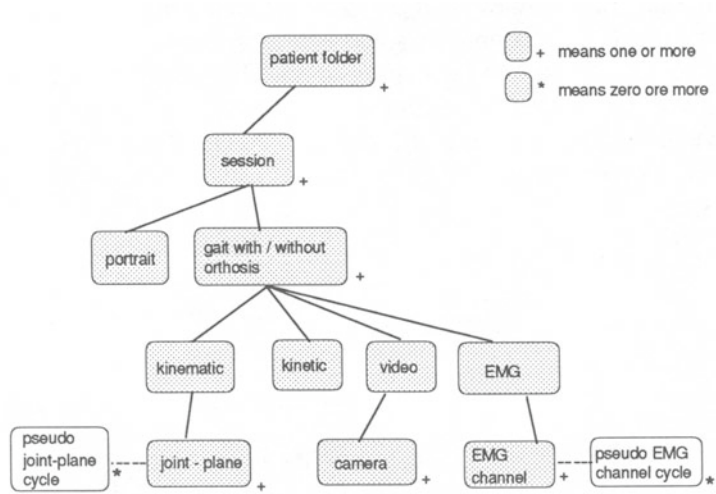 patient folder
+
+ means one or more
* means zero ore more
session
+
portrait
gait with / without
orthosis
+
kinematic
kinetic
video
EMG
pseudo
joint-plane
cycle
*
joint - plane
+
camera
+
EMG
channel
+
pseudo EMG
channel cycle
*